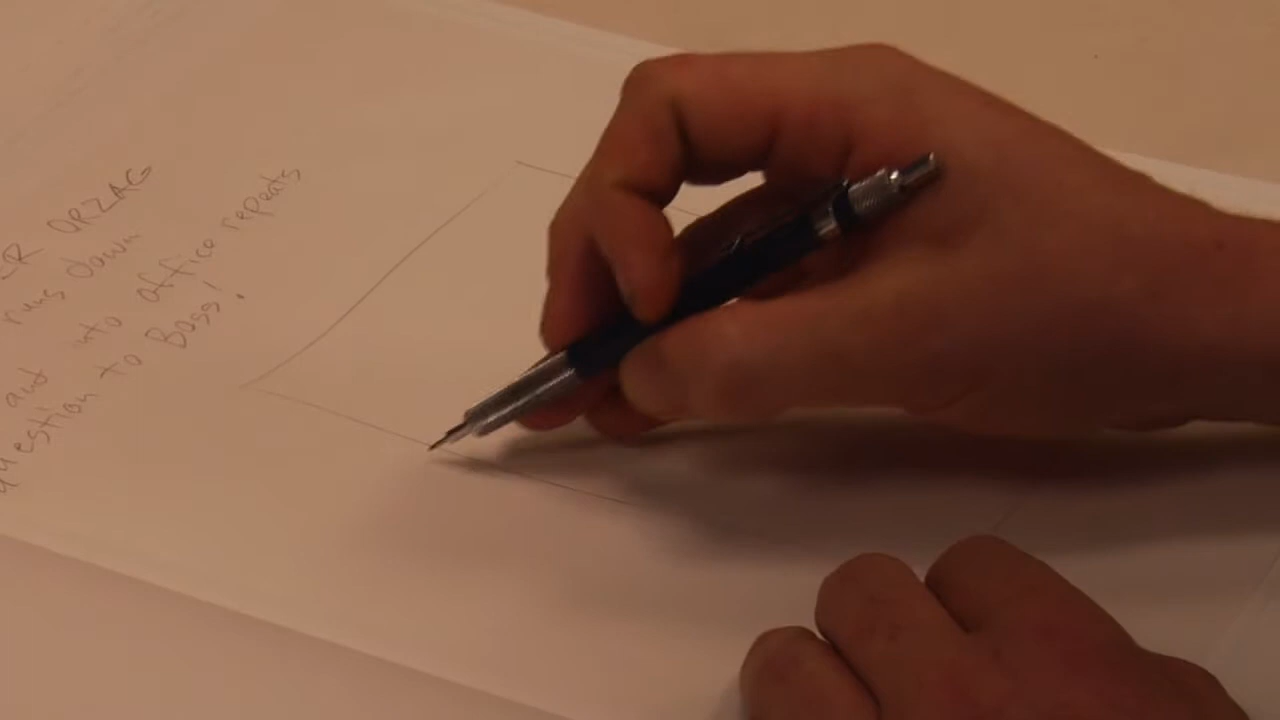 ORZAG
runs down
and into office repeats
question to Boss!